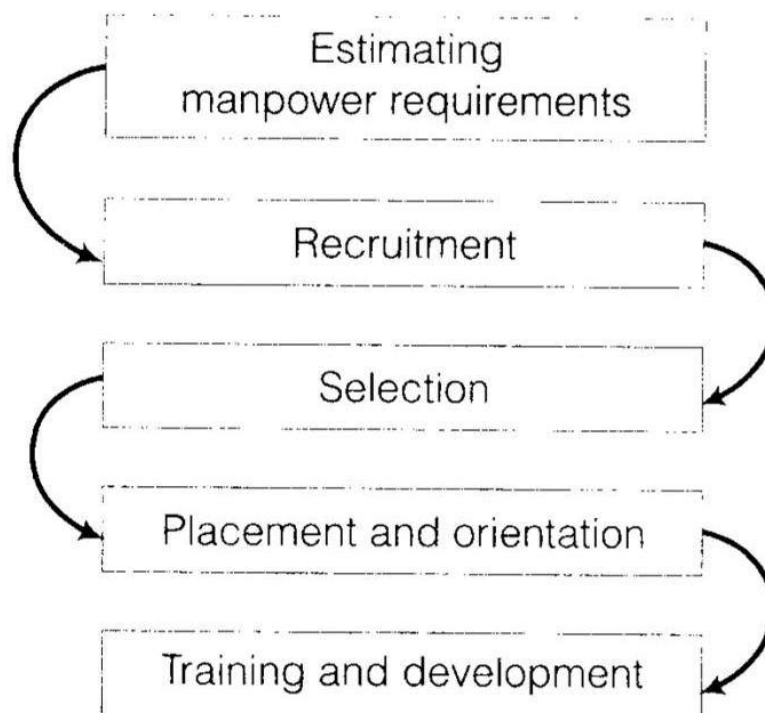 Estimating
manpower requirements
Recruitment
Selection
Placement and orientation
Training and development